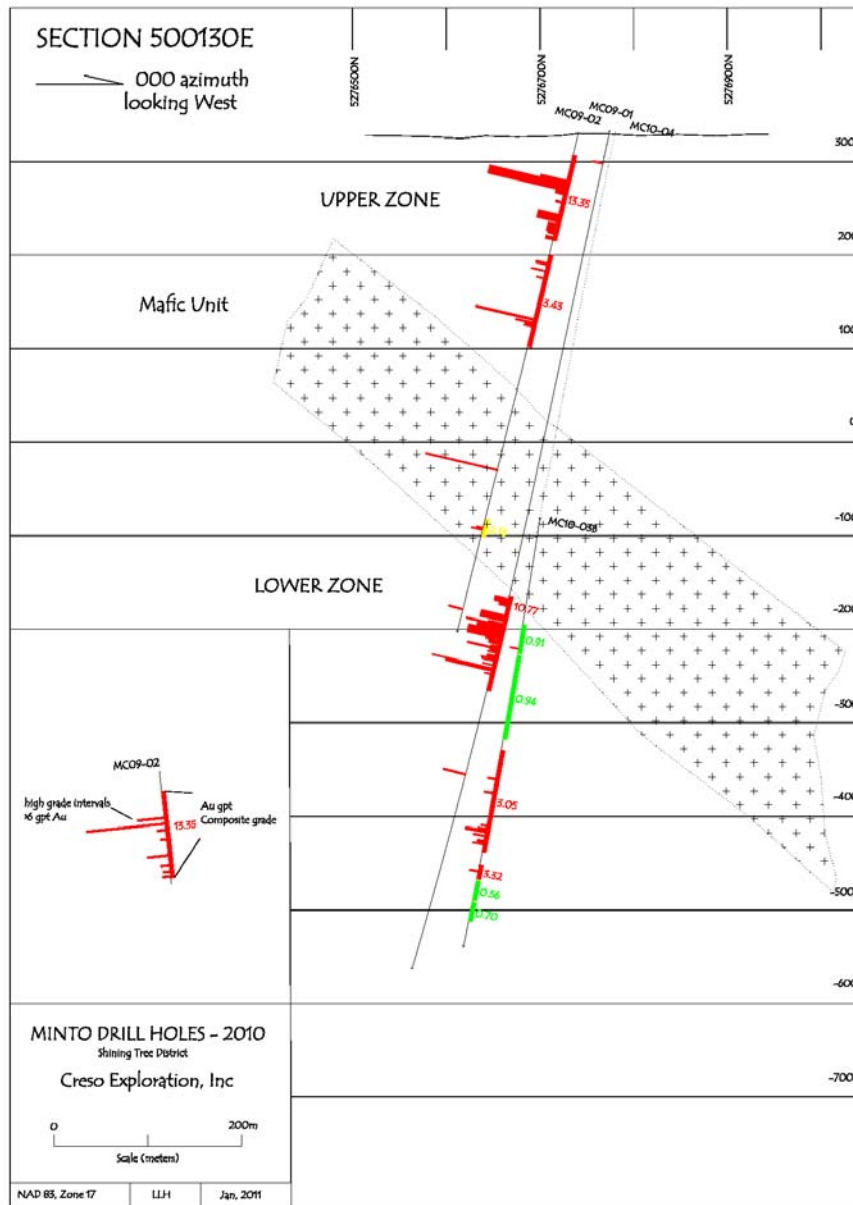 SECTION 500130E
000 azimuth
looking West
5276500N
5276700N
5276900N
MC09-02
MC09-01
MC10-04
300
UPPER ZONE
13.35
200
Mafic Unit
3.43
100
0
-100
MC10-03B
LOWER ZONE
10.77
-200
0.91
0.94
-300
MC09-02
high grade intervals
>6 gpt Au
13.35
Au gpt
Composite grade
-400
3.05
3.32
0.56
-500
0.70
-600
MINTO DRILL HOLES - 2010
Shining Tree District
Creso Exploration, Inc
-700
0
200m
Scale (meters)
NAD 83, Zone 17
LLH
Jan, 2011